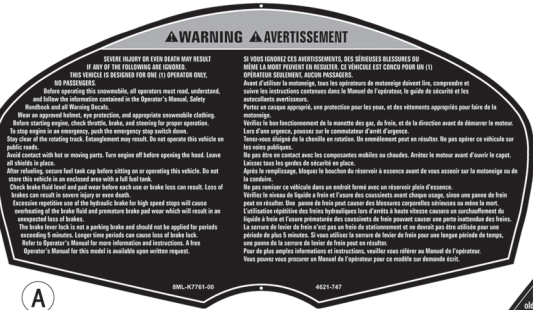 WARNING AVERTISSEMENT
SEVERE INJURY OR EVEN DEATH MAY RESULT
IF ANY OF THE FOLLOWING ARE IGNORED.
THIS VEHICLE IS DESIGNED FOR ONE (1) OPERATOR ONLY,
NO PASSENGERS.
Before operating this snowmobile, all operators must read, understand,
and follow the information contained in the Operator's Manual, Safety
Handbook and all Warning Decals.
Wear an approved helmet, eye protection, and appropriate snowmobile clothing.
Before starting engine, check throttle, brake, and steering for proper operation.
To stop engine in an emergency, push the emergency stop switch down.
Stay clear of the rotating track. Entanglement may result. Do not operate this vehicle on
public roads.
Avoid contact with hot or moving parts. Turn engine off before opening the hood. Leave
all shields in place.
After refueling, secure fuel tank cap before sitting on or operating this vehicle. Do not
store this vehicle in an enclosed area with a full fuel tank.
Check brake fluid level and pad wear before each use or brake loss can result. Loss of
brakes can result in severe injury or even death.
Excessive repetitive use of the hydraulic brake for high speed stops will cause
overheating of the brake fluid and premature brake pad wear which will result in an
unexpected loss of brakes.
The brake lever lock is not a parking brake and should not be applied for periods
exceeding 5 minutes. Longer time periods can cause loss of brake lock.
Refer to Operator's Manual for more information and instructions. A free
Operator's Manual for this model is available upon written request.
SI VOUS IGNOREZ CES AVERTISSEMENTS, DES SÉRIEUSES BLESSURES OU
MÊME LA MORT PEUVENT EN RÉSULTER. CE VÉHICULE EST CONCU POUR UN (1)
OPÉRATEUR SEULEMENT, AUCUN PASSAGERS.
Avant d'utiliser la motoneige, tous les opérateurs de motoneige doivent lire, comprendre et
suivre les instructions contenues dans le Manuel de l'opérateur, le guide de sécurité et les
autocollants avertisseurs.
Portez un casque approprié, une protection pour les yeux, et des vêtements appropriés pour faire de la
motoneige.
Vérifiez le bon fonctionnement de la manette des gaz, du frein, et de la direction avant de démarrer le moteur.
Lors d'une urgence, poussez sur le commutateur d'arrêt d'urgence.
Tenez-vous éloigné de la chenille en rotation. Un emmêlement peut en résulter. Ne pas opérer ce véhicule sur
les voies publiques.
Ne pas être en contact avec les composantes mobiles ou chaudes. Arrêtez le moteur avant d'ouvrir le capot.
Laissez tous les gardes de sécurité en place.
Après le remplissage, bloquez le bouchon du réservoir à essence avant de vous asseoir sur la motoneige ou de
la conduire.
Ne pas remiser ce véhicule dans un endroit fermé avec un réservoir plein d'essence.
Vérifiez le niveau de liquide à frein et l'usure des coussinets avant chaque usage, sinon une panne de frein
peut en résulter. Une panne de frein peut causer des blessures corporelles sérieuses ou même la mort.
L'utilisation répétitive des freins hydrauliques lors d'arrêts à haute vitesse causera un surchauffement du
liquide à frein et l'usure prématurée des coussinets de frein pouvant causer une perte inattendue des freins.
La serrure de levier de frein n'est pas un frein de stationnement et ne devrait pas être utilisée pour une
période de plus 5 minutes. Si vous utilisez la serrure de levier de frein pour une longue période de temps,
une panne de la serrure de levier de frein peut en résulter.
Pour de plus amples informations et instructions, veuillez vous référer au Manuel de l'opérateur.
Vous pouvez vous procurer un Manuel de l'opérateur pour ce modèle sur demande écrit.
8ML-K7761-00 4621-747
A